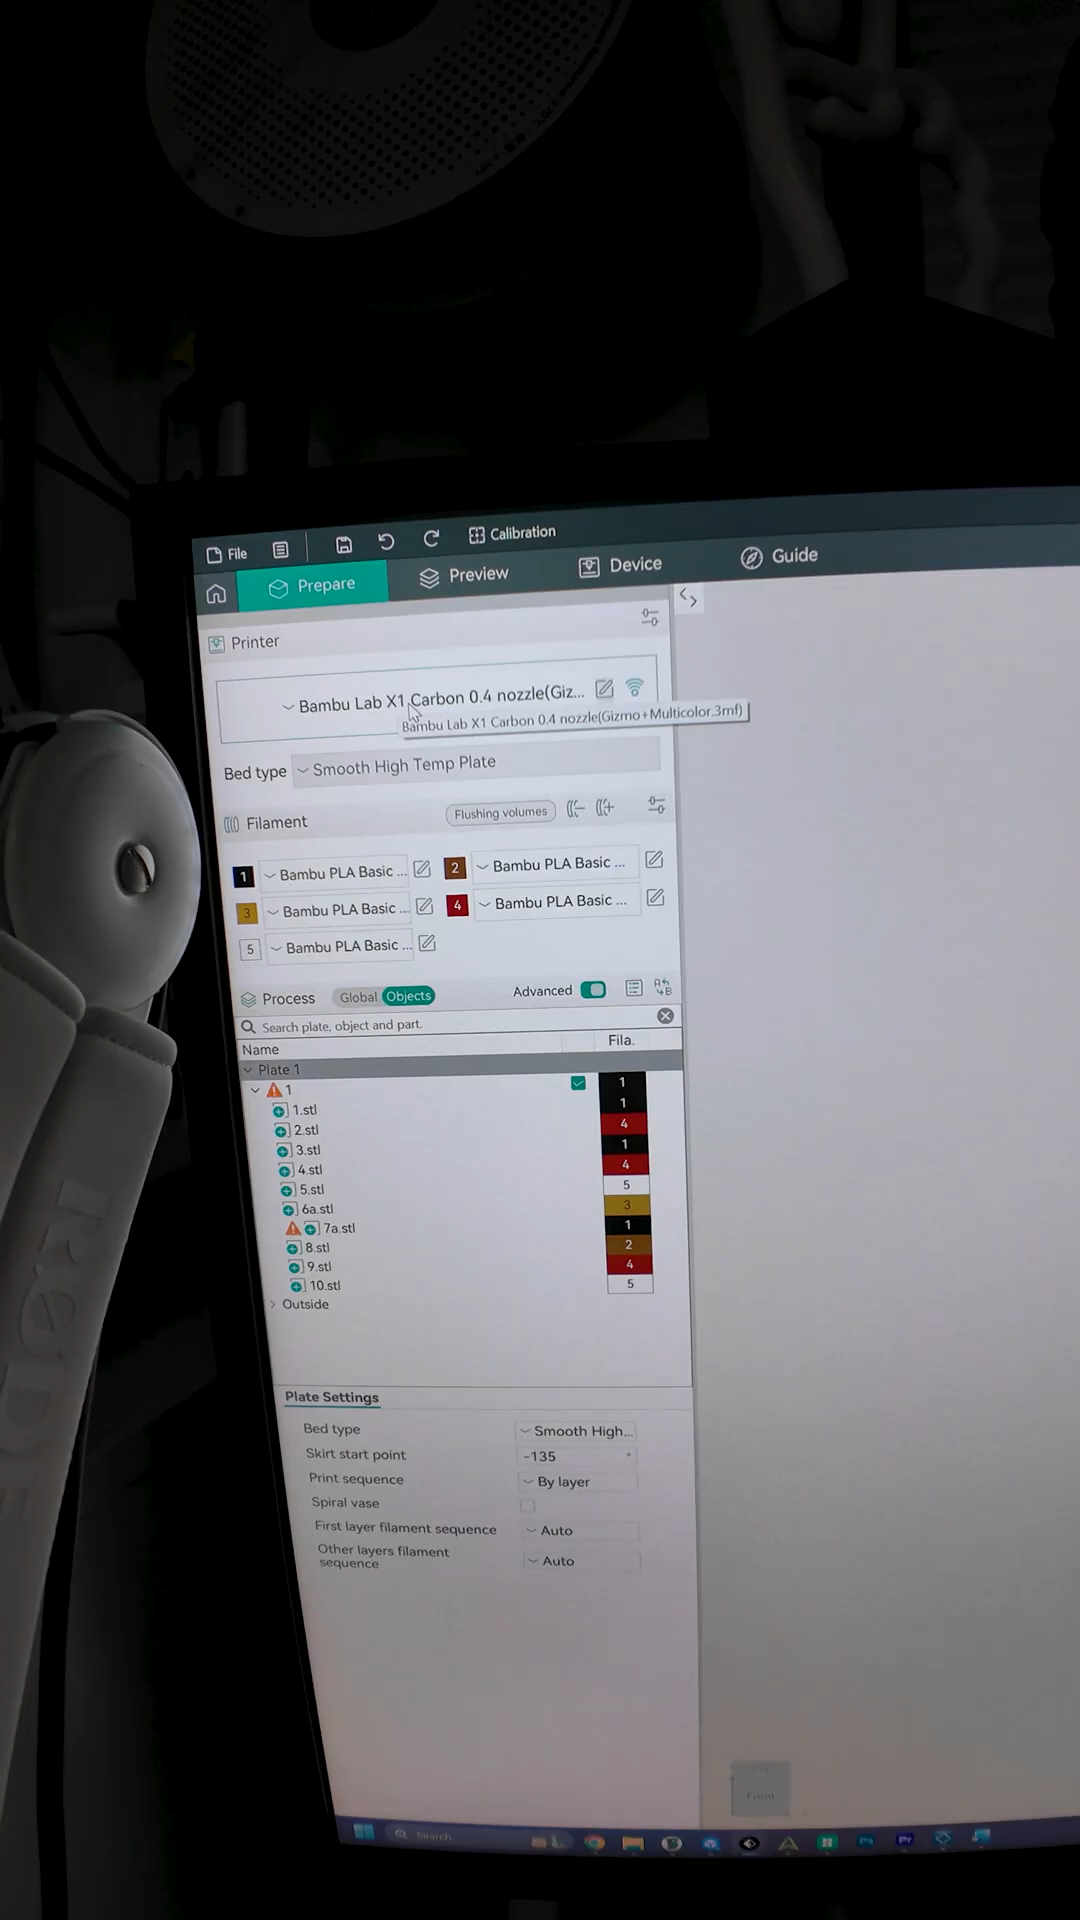 File
Calibration
Prepare
Preview
Device
Guide
Printer
Bambu Lab X1 Carbon 0.4 nozzle(Giz...
Bambu Lab X1 Carbon 0.4 nozzle(Gizmo+Multicolor.3mf)
Bed type
Smooth High Temp Plate
Filament
Flushing volumes
1 Bambu PLA Basic ...
2 Bambu PLA Basic ...
3 Bambu PLA Basic ...
4 Bambu PLA Basic ...
5 Bambu PLA Basic ...
Process
Global
Objects
Advanced
Search plate, object and part.
Name
Fila.
Plate 1
1 1
1.stl 1
2.stl 4
3.stl 1
4.stl 4
5.stl 5
6a.stl 3
7a.stl 1
8.stl 2
9.stl 4
10.stl 5
Outside
Plate Settings
Bed type Smooth High...
Skirt start point -135 °
Print sequence By layer
Spiral vase
First layer filament sequence Auto
Other layers filament
sequence
Auto
Front
Search
Ps
Pr
RØDE